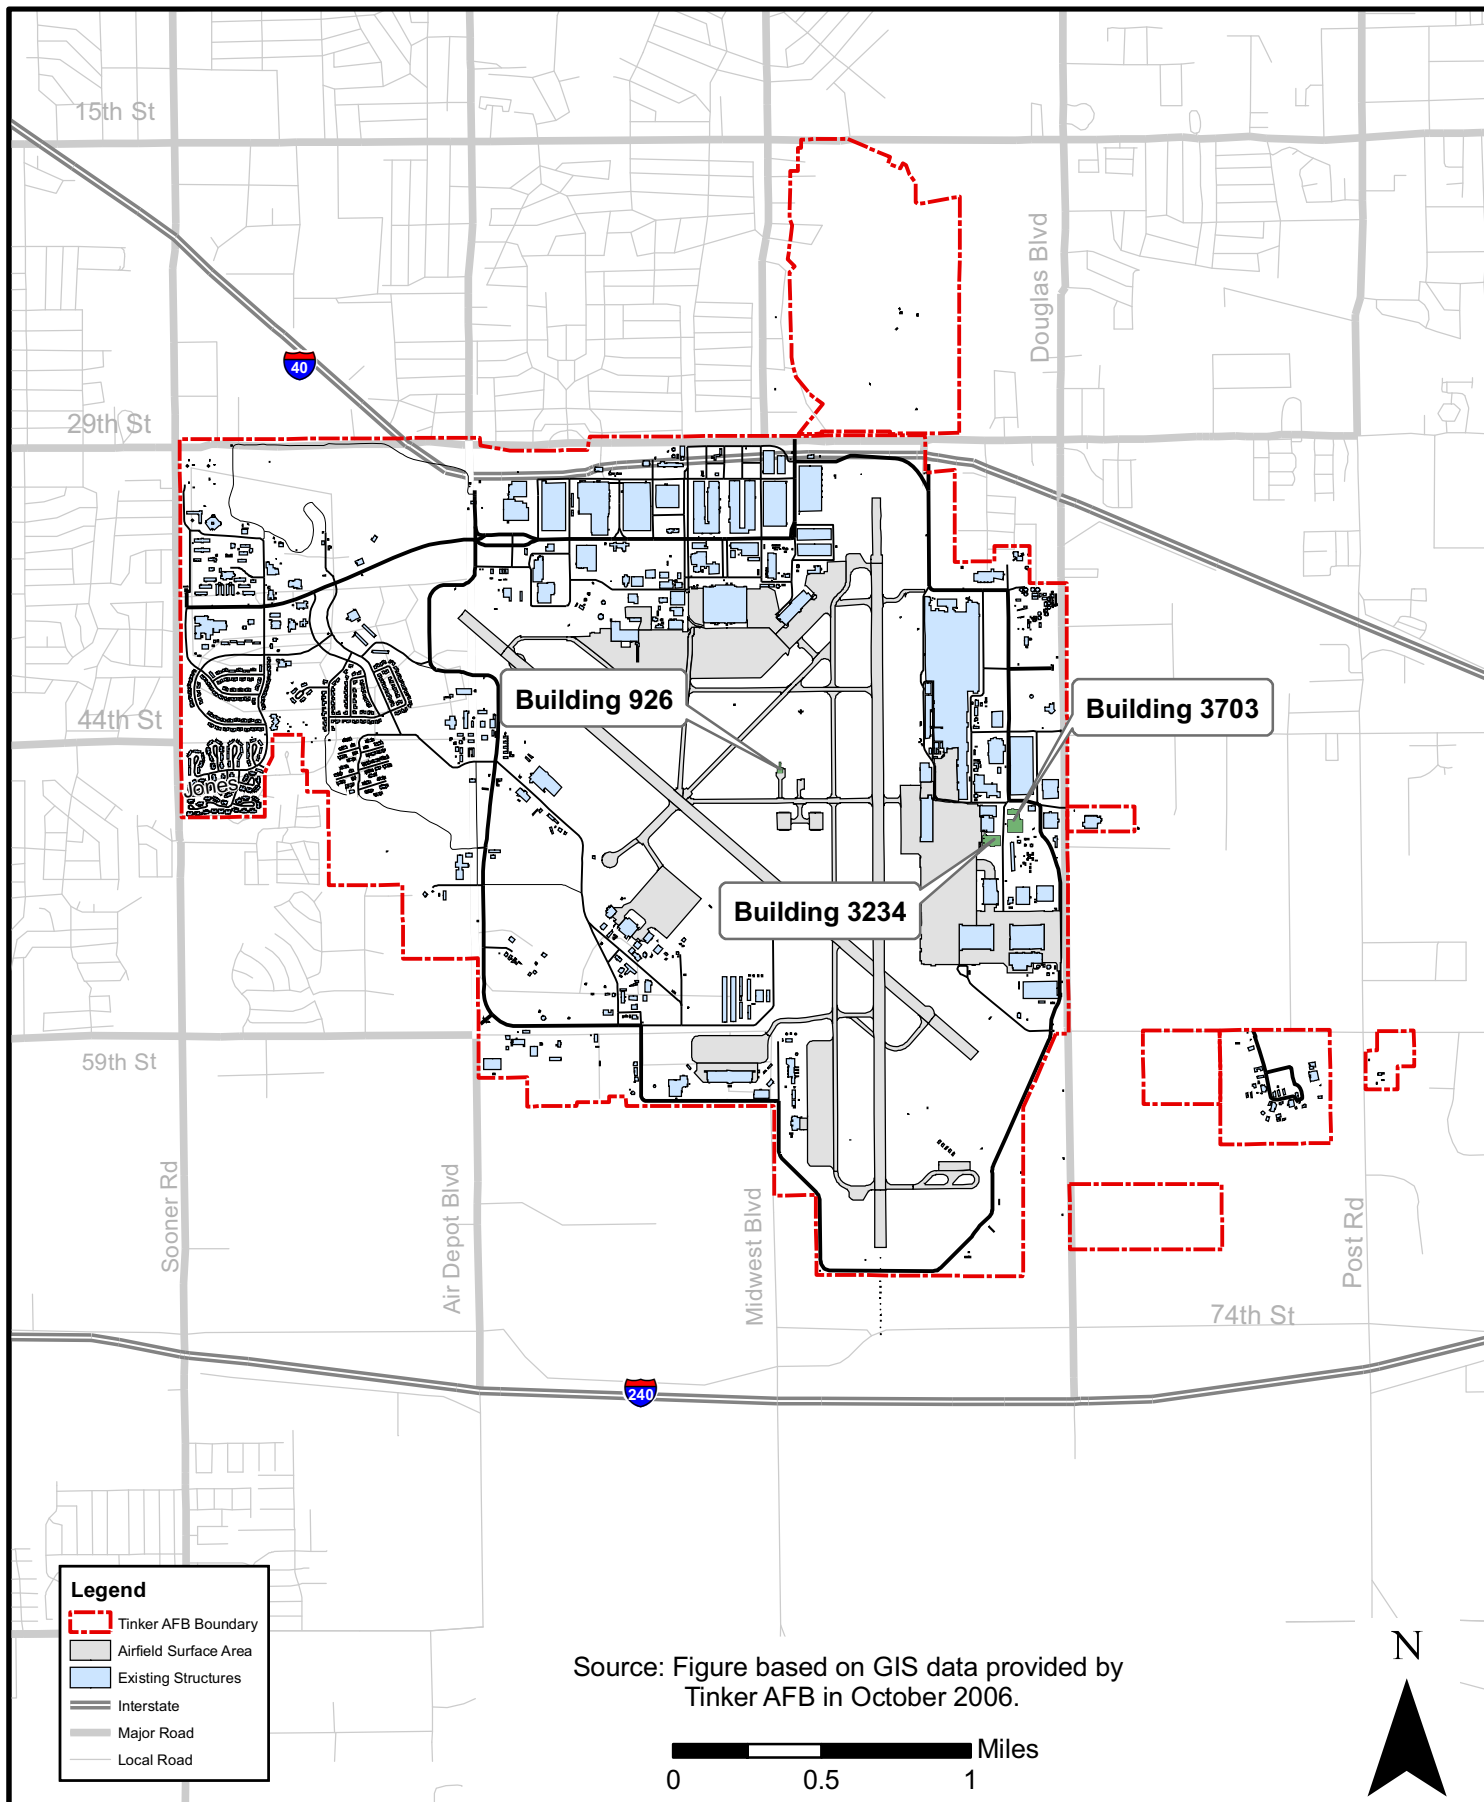 15th St
Douglas Blvd
40
29th St
Building 926
Building 3703
44th St
Jones
Building 3234
59th St
Sooner Rd
Air Depot Blvd
Midwest Blvd
Post Rd
74th St
240
Legend
Tinker AFB Boundary
Airfield Surface Area
Existing Structures
Interstate
Major Road
Local Road
Source: Figure based on GIS data provided by
Tinker AFB in October 2006.
Miles
0 0.5 1
N